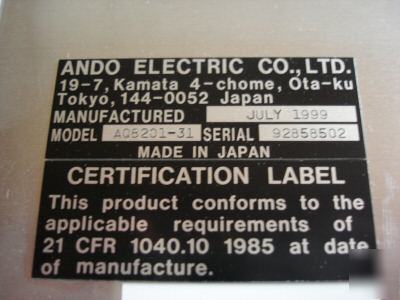 ANDO ELECTRIC CO., LTD.
19-7, Kamata 4-chome, Ota-ku
Tokyo, 144-0052 Japan
MANUFACTURED JULY 1999
MODEL AQ8201-31 SERIAL 92858502
MADE IN JAPAN
CERTIFICATION LABEL
This product conforms to the
applicable requirements of
21 CFR 1040.10 1985 at date
of manufacture.